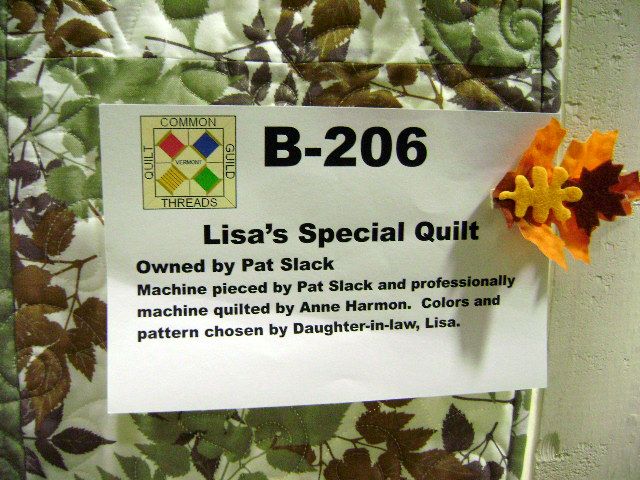 COMMON
QUILT
GUILD
VERMONT
THREADS
B-206
Lisa's Special Quilt
Owned by Pat Slack
Machine pieced by Pat Slack and professionally
machine quilted by Anne Harmon.  Colors and
pattern chosen by Daughter-in-law, Lisa.